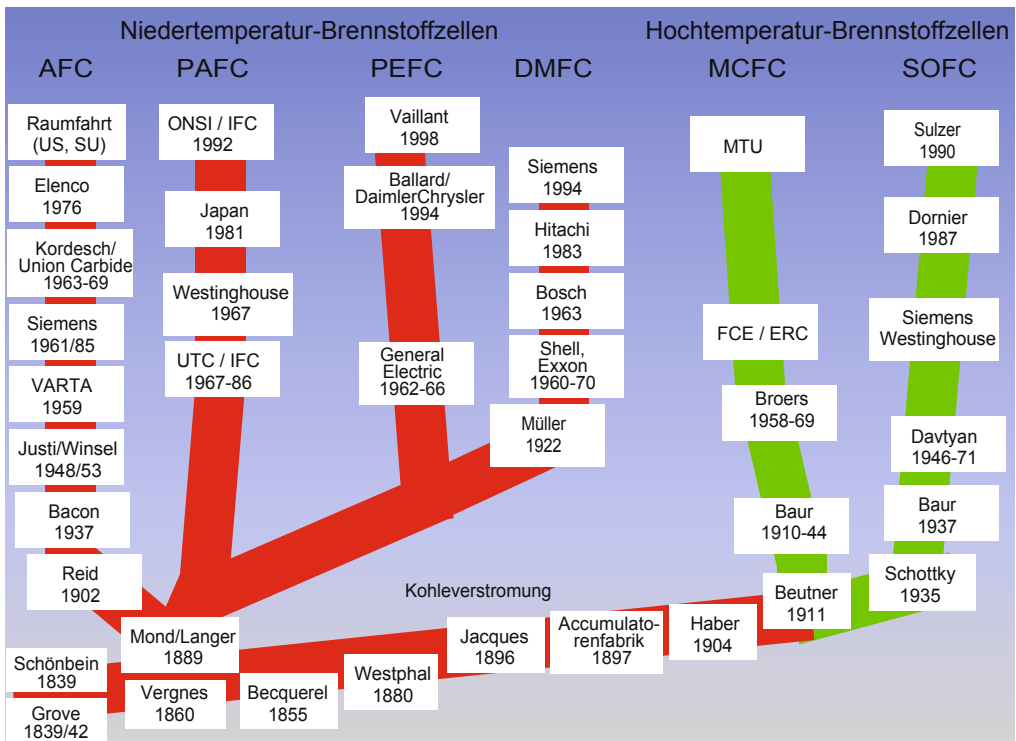 Niedertemperatur-Brennstoffzellen
Hochtemperatur-Brennstoffzellen
AFC
PAFC
PEFC
DMFC
MCFC
SOFC
Raumfahrt
(US, SU)
Elenco
1976
Kordesch/
Union Carbide
1963-69
Siemens
1961/85
VARTA
1959
Justi/Winsel
1948/53
Bacon
1937
Reid
1902
ONSI / IFC
1992
Japan
1981
Westinghouse
1967
UTC / IFC
1967-86
Vaillant
1998
Ballard/
DaimlerChrysler
1994
General
Electric
1962-66
Siemens
1994
Hitachi
1983
Bosch
1963
Shell,
Exxon
1960-70
Müller
1922
MTU
FCE / ERC
Broers
1958-69
Baur
1910-44
Beutner
1911
Sulzer
1990
Dornier
1987
Siemens
Westinghouse
Davtyan
1946-71
Baur
1937
Schottky
1935
Kohleverstromung
Mond/Langer
1889
Schönbein
1839
Grove
1839/42
Vergnes
1860
Becquerel
1855
Westphal
1880
Jacques
1896
Accumulato-
renfabrik
1897
Haber
1904